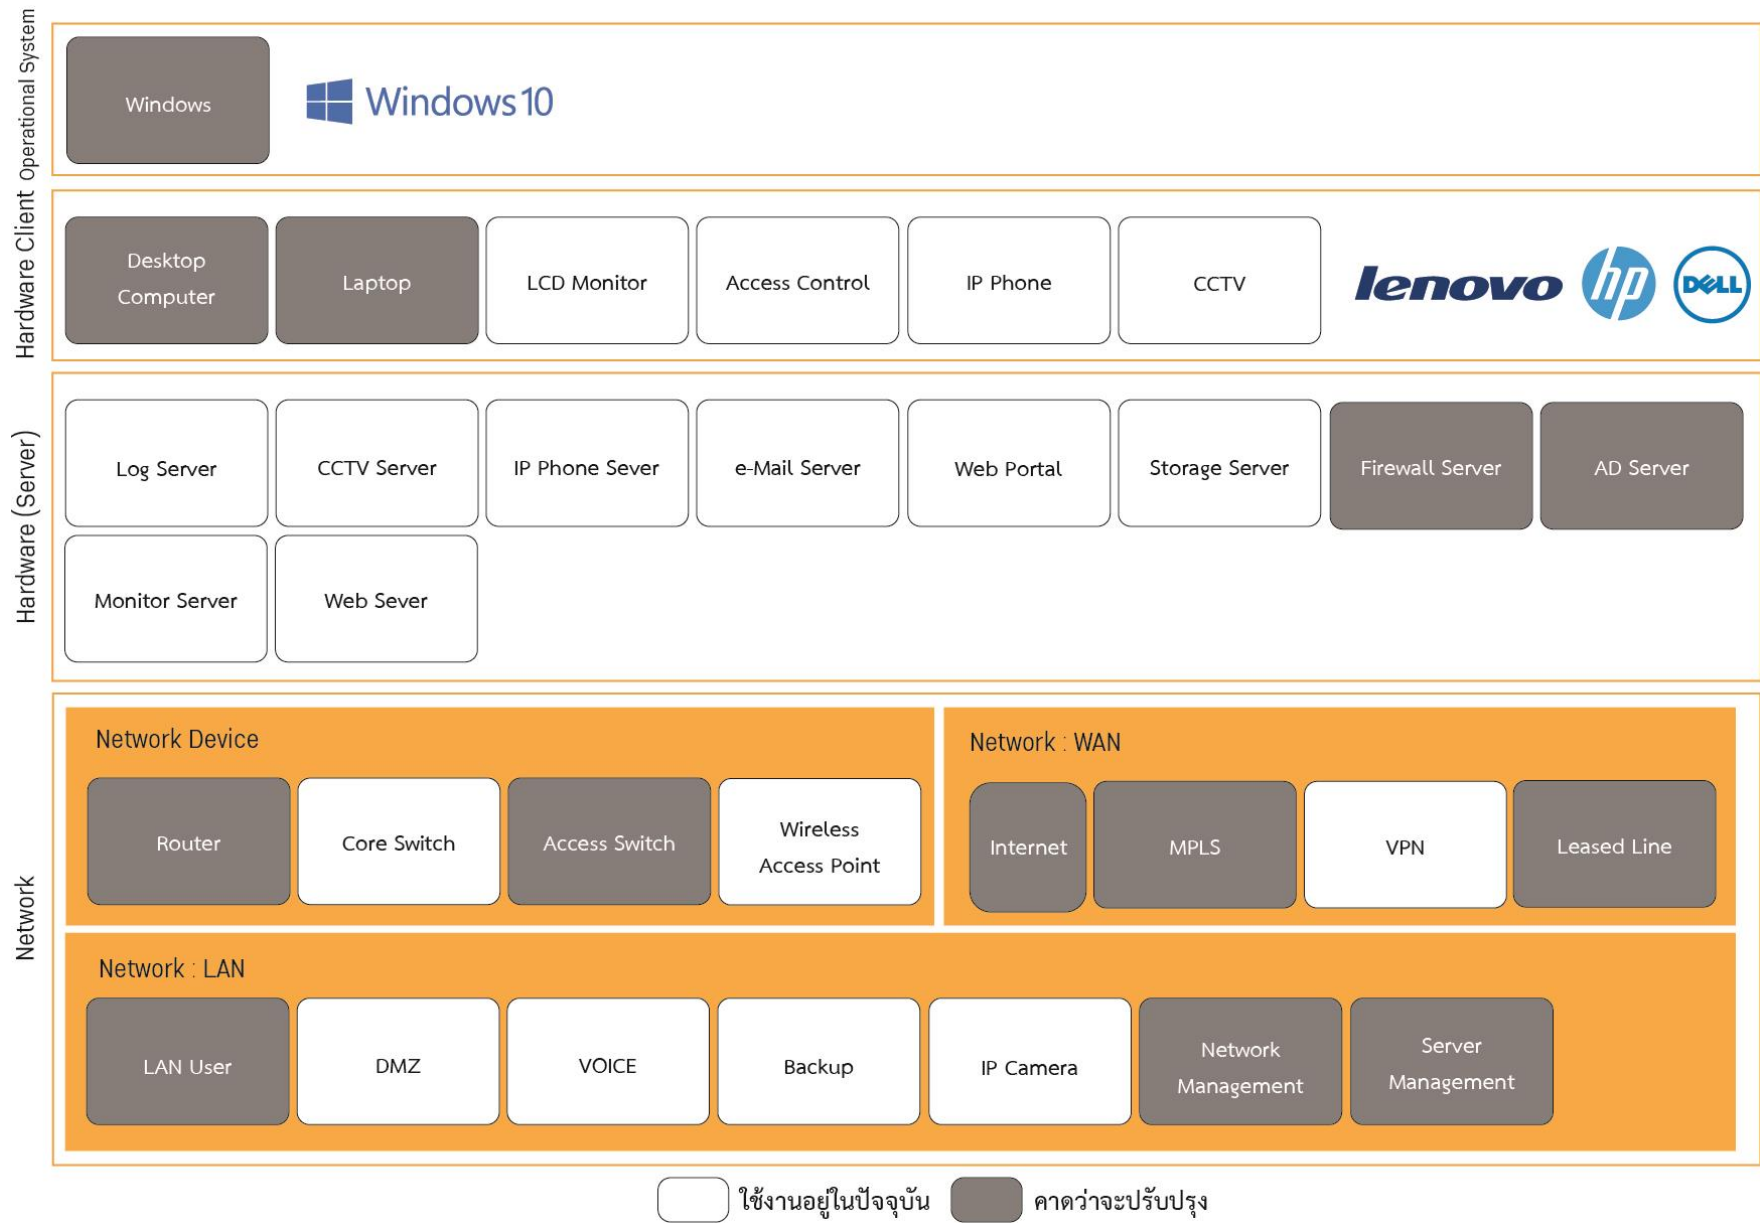 Operational System
Windows
Windows 10
Hardware Client
Desktop
Computer
Laptop
LCD Monitor
Access Control
IP Phone
CCTV
lenovo
hp
DELL
Hardware (Server)
Log Server
CCTV Server
IP Phone Sever
e-Mail Server
Web Portal
Storage Server
Firewall Server
AD Server
Monitor Server
Web Sever
Network
Network Device
Router
Core Switch
Access Switch
Wireless
Access Point
Network : WAN
Internet
MPLS
VPN
Leased Line
Network : LAN
LAN User
DMZ
VOICE
Backup
IP Camera
Network
Management
Server
Management
ใช้งานอยู่ในปัจจุบัน
คาดว่าจะปรับปรุง